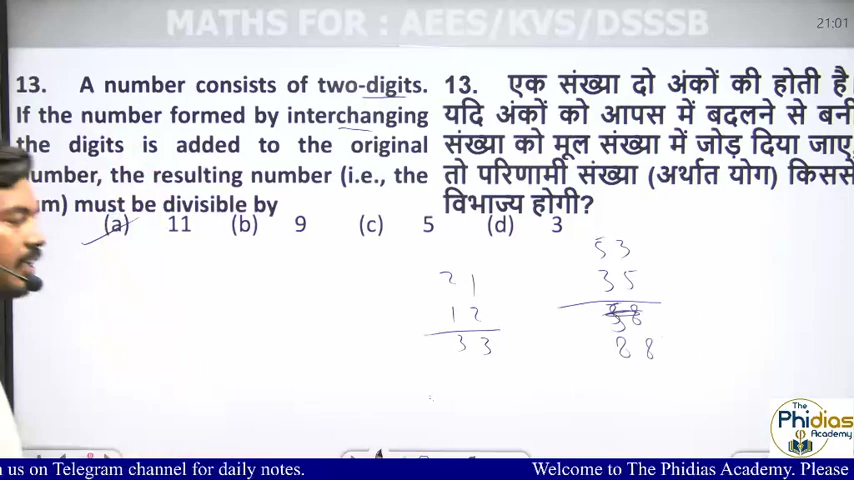 MATHS FOR : AEES/KVS/DSSSB
21:01
13. A number consists of two-digits.
If the number formed by interchanging
the digits is added to the original
number, the resulting number (i.e., the
um) must be divisible by
(a) 11 (b) 9 (c) 5 (d) 3
13. एक संख्या दो अंकों की होती है
यदि अंकों को आपस में बदलने से बनी
संख्या को मूल संख्या में जोड़ दिया जाए,
तो परिणामी संख्या (अर्थात योग) किससे
विभाज्य होगी?
21
12
33
53
35
88
The
Phidias
Academy
n us on Telegram channel for daily notes.
Welcome to The Phidias Academy. Please